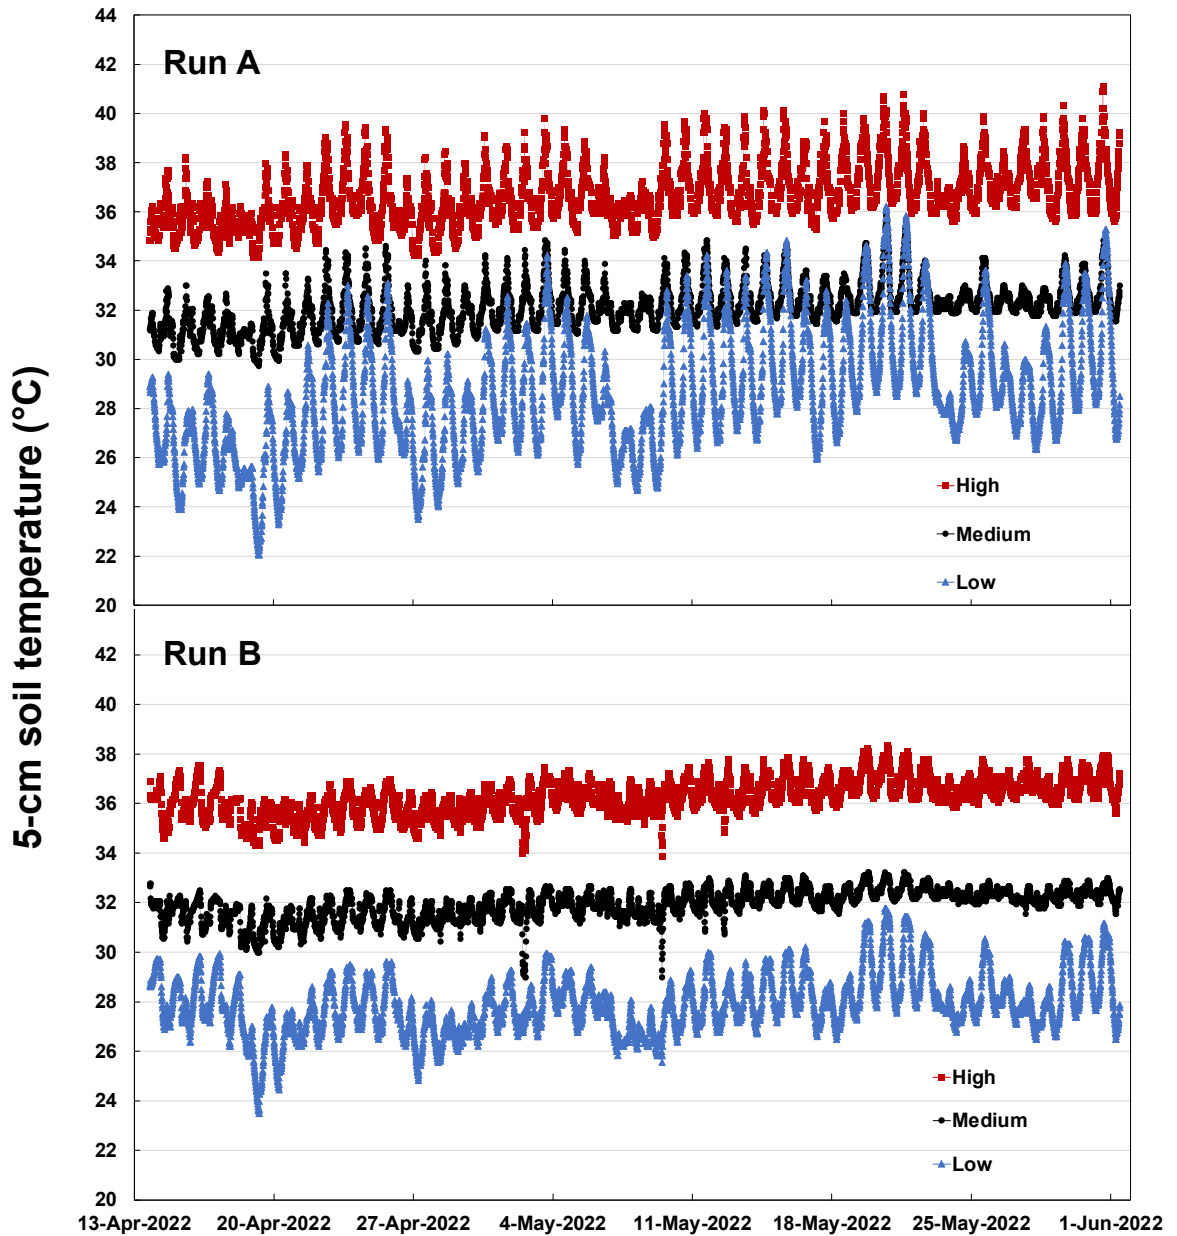 5-cm soil temperature (°C)
44
42
40
38
36
34
32
30
28
26
24
22
20
Run A
High
Medium
Low
42
40
38
36
34
32
30
28
26
24
22
20
Run B
High
Medium
Low
13-Apr-2022 20-Apr-2022 27-Apr-2022 4-May-2022 11-May-2022 18-May-2022 25-May-2022 1-Jun-2022